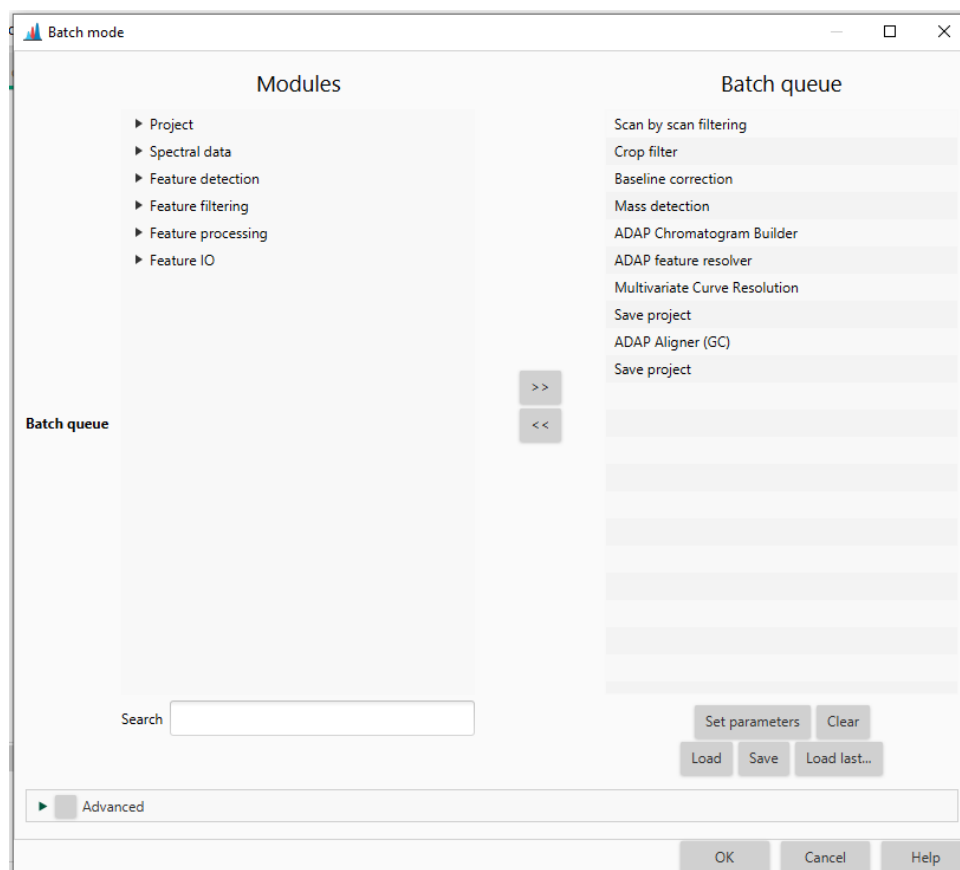 Batch mode
Modules
Project
Spectral data
Feature detection
Feature filtering
Feature processing
Feature IO
Batch queue
>>
<<
Search
Batch queue
Scan by scan filtering
Crop filter
Baseline correction
Mass detection
ADAP Chromatogram Builder
ADAP feature resolver
Multivariate Curve Resolution
Save project
ADAP Aligner (GC)
Save project
Set parameters
Clear
Load
Save
Load last...
Advanced
OK
Cancel
Help